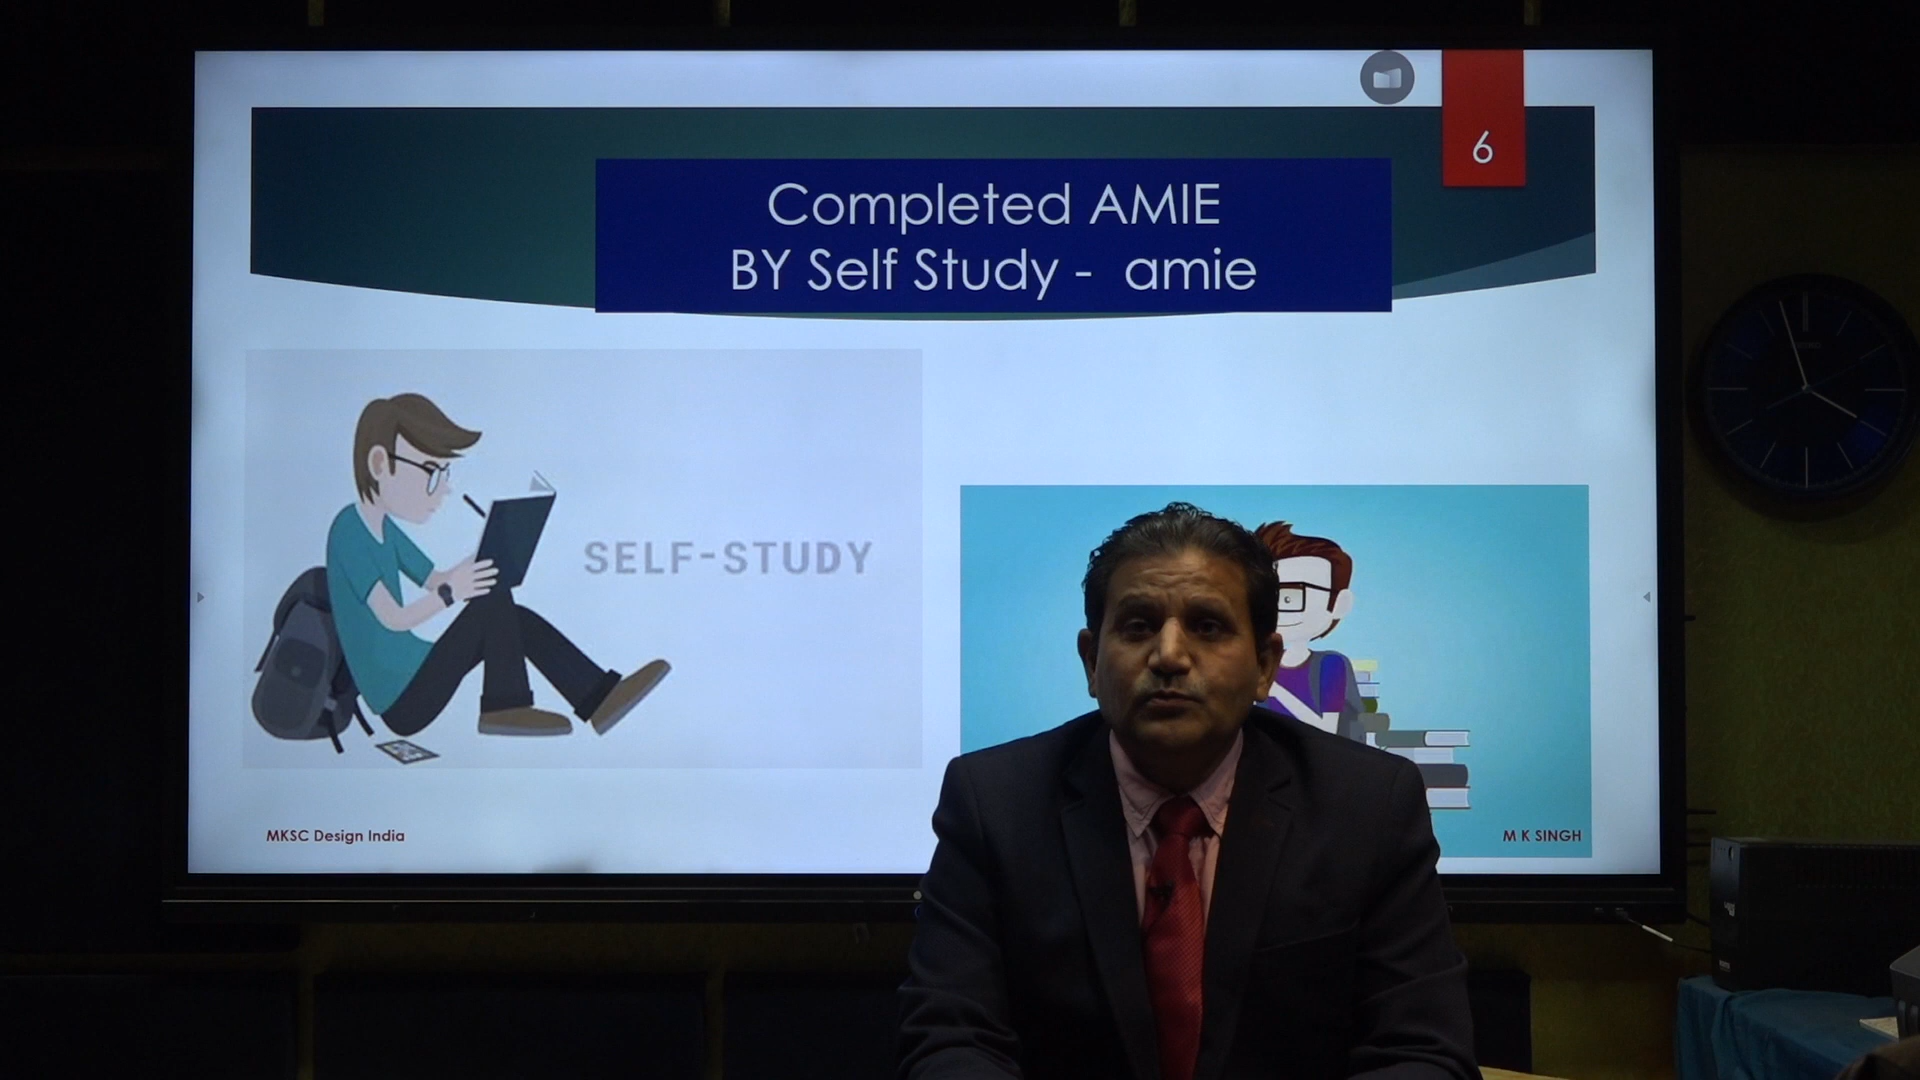 6
Completed AMIE
BY Self Study - amie
SELF-STUDY
MKSC Design India
M K SINGH